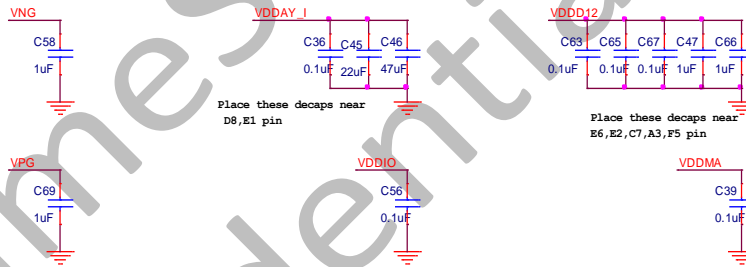 VNG
C58
1uF
VDDAY_I
C36
0.1uF
C45
22uF
C46
47uF
Place these decaps near
D8,E1 pin
VDDD12
C63
0.1uF
C65
0.1uF
C67
0.1uF
C47
1uF
C66
1uF
Place these decaps near
E6,E2,C7,A3,F5 pin
VPG
C69
1uF
VDDIO
C56
0.1uF
VDDMA
C39
0.1uF